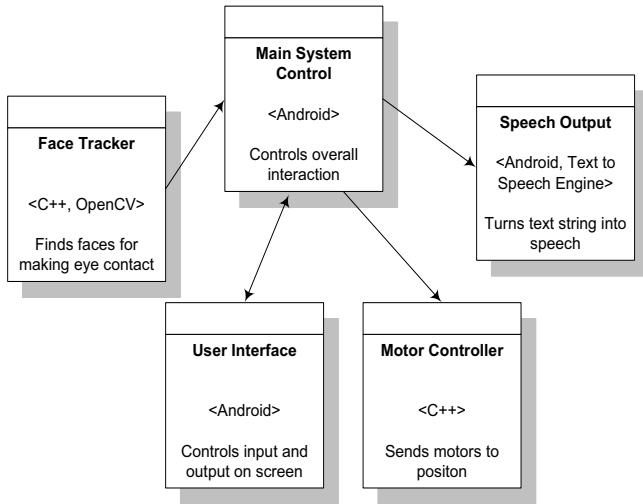 Main System
Control
<Android>
Controls overall
interaction
Face Tracker
<C++, OpenCV>
Finds faces for
making eye contact
Speech Output
<Android, Text to
Speech Engine>
Turns text string into
speech
User Interface
<Android>
Controls input and
output on screen
Motor Controller
<C++>
Sends motors to
positon